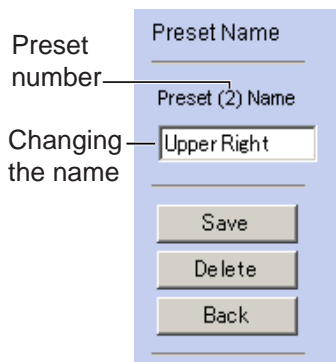 Preset Name
Preset
number
Preset (2) Name
Changing
the name
Upper Right
Save
Delete
Back